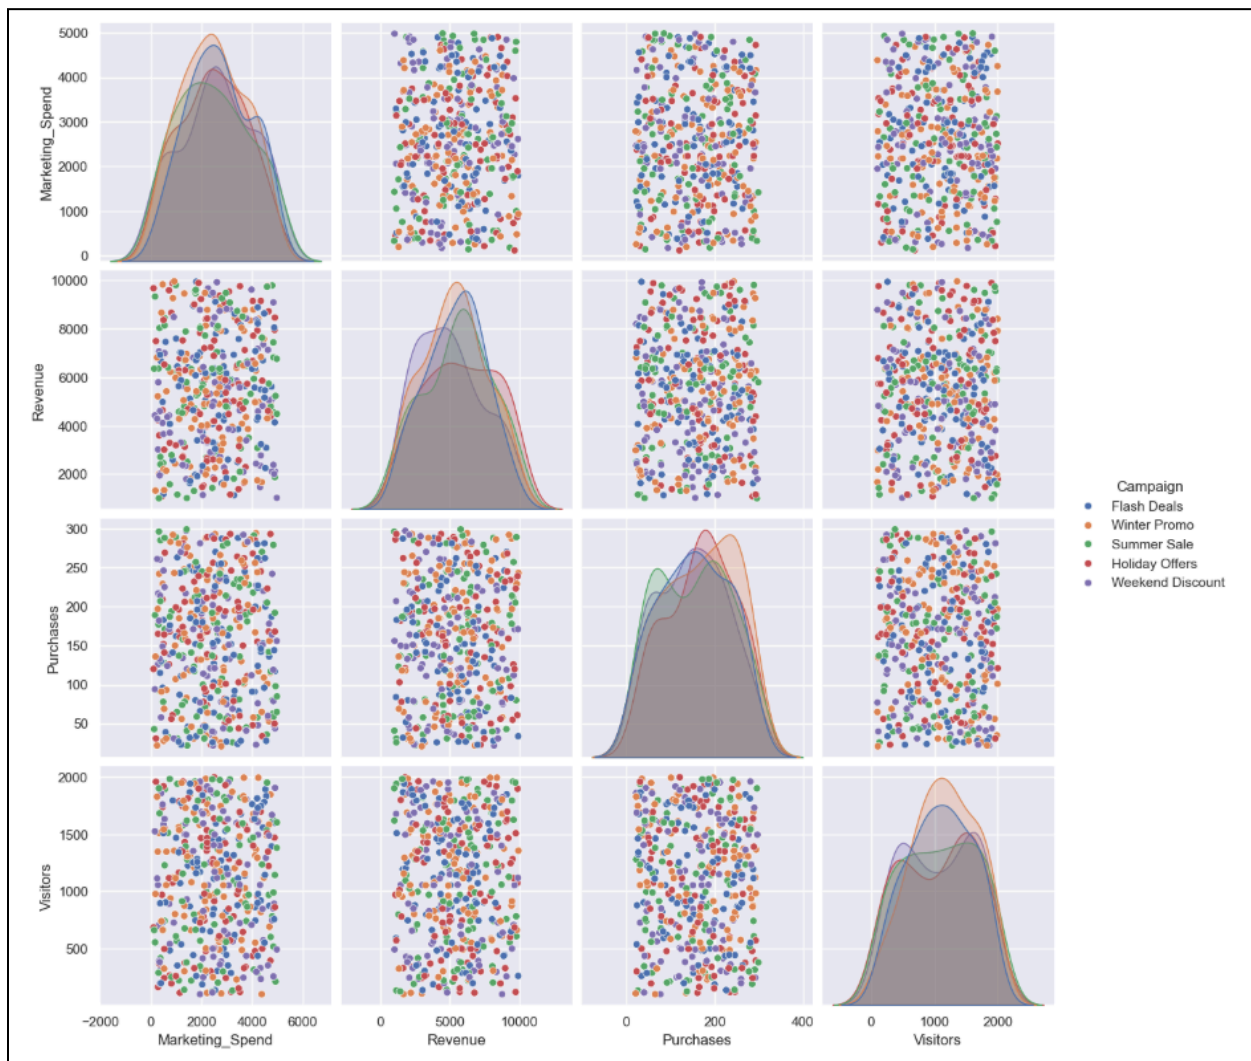 5000
4000
3000
2000
1000
0
Marketing_Spend
10000
8000
6000
4000
2000
Revenue
300
250
200
150
100
50
Purchases
2000
1500
1000
500
Visitors
−2000 0 2000 4000 6000
Marketing_Spend
0 5000 10000
Revenue
0 200 400
Purchases
0 1000 2000
Visitors
Campaign
Flash Deals
Winter Promo
Summer Sale
Holiday Offers
Weekend Discount